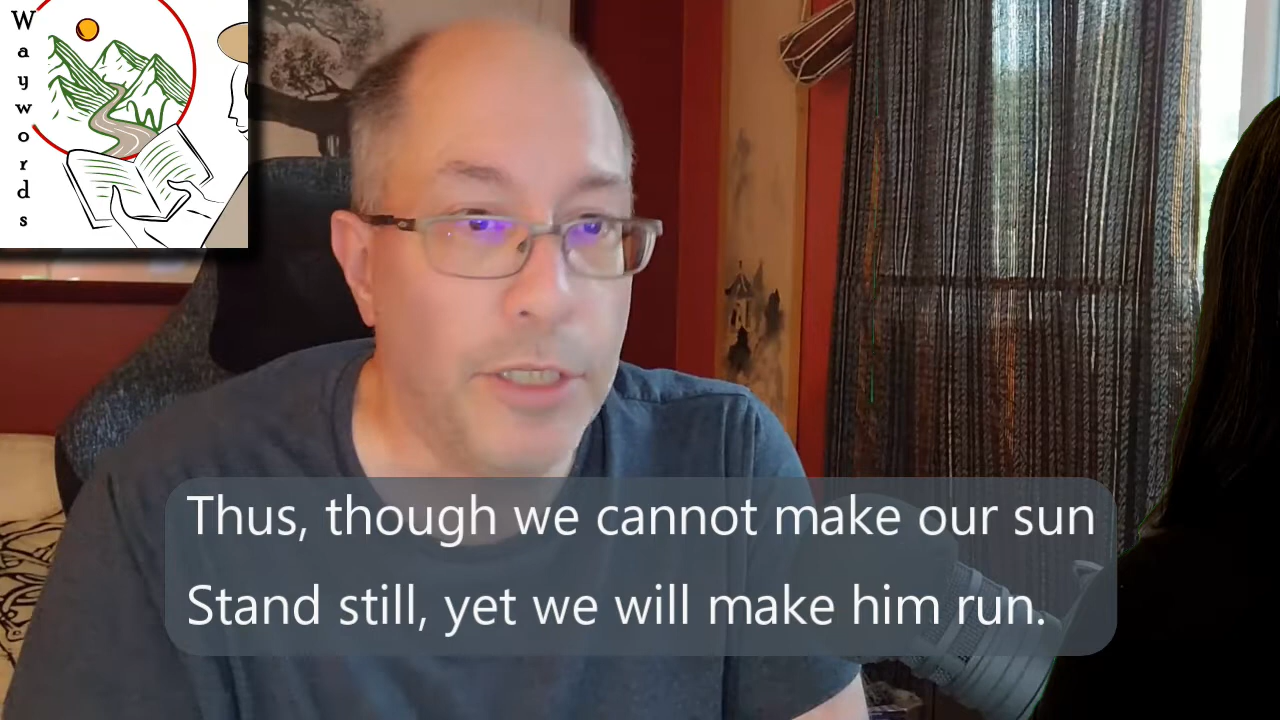 Waywords
Thus, though we cannot make our sun
Stand still, yet we will make him run.